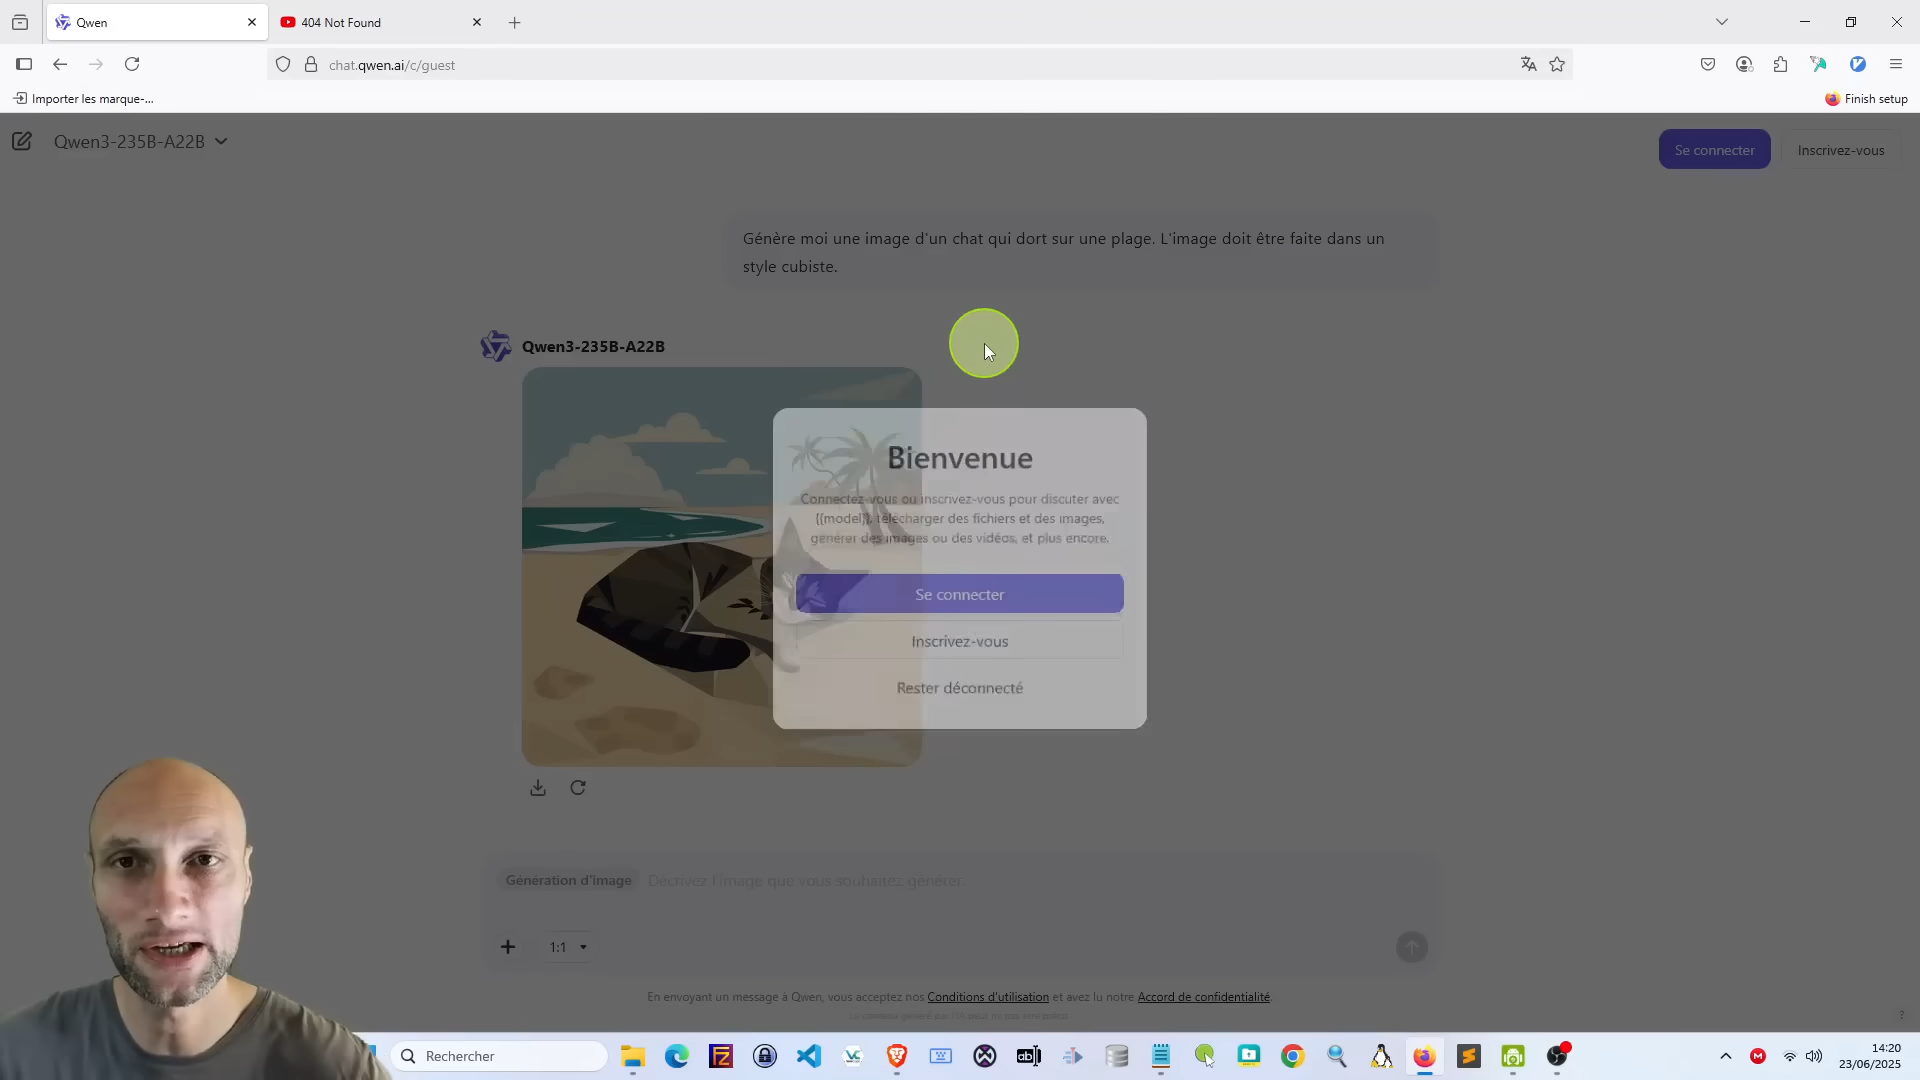 Qwen
404 Not Found
chat.qwen.ai/c/guest
Importer les marque-...
Finish setup
Qwen3-235B-A22B
Se connecter
Inscrivez-vous
Génère moi une image d'un chat qui dort sur une plage. L'image doit être faite dans un
style cubiste.
Qwen3-235B-A22B
Bienvenue
Connectez-vous ou inscrivez-vous pour discuter avec
{{model}}, télécharger des fichiers et des images,
générer des images ou des vidéos, et plus encore.
Se connecter
Inscrivez-vous
Rester déconnecté
Génération d'image
Décrivez l'image que vous souhaitez générer
1:1
En envoyant un message à Qwen, vous acceptez nos Conditions d'utilisation et avez lu notre Accord de confidentialité.
?
Rechercher
14:20
23/06/2025